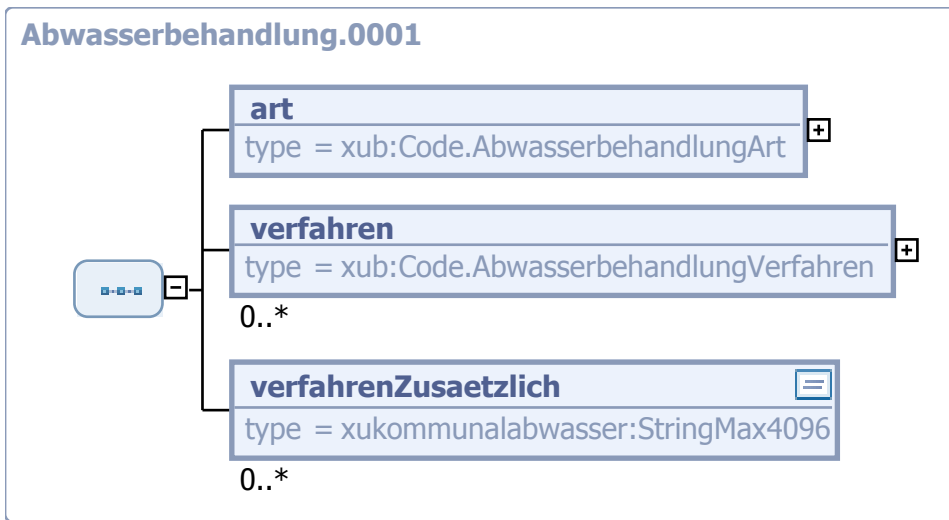 Abwasserbehandlung.0001
art
type = xub:Code.AbwasserbehandlungArt
verfahren
type = xub:Code.AbwasserbehandlungVerfahren
0..*
verfahrenZusaetzlich
type = xukommunalabwasser:StringMax4096
0..*